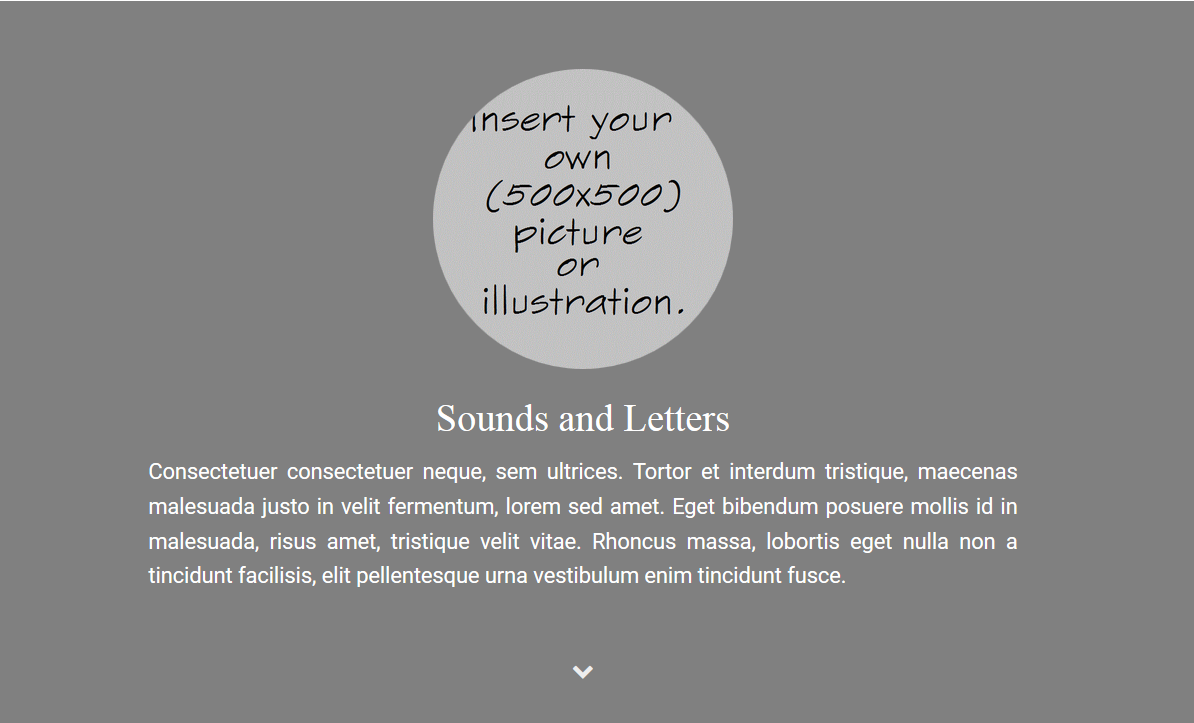 Insert your
own
(500x500)
picture
or
illustration.
Sounds and Letters
Consectetuer consectetuer neque, sem ultrices. Tortor et interdum tristique, maecenas
malesuada justo in velit fermentum, lorem sed amet. Eget bibendum posuere mollis id in
malesuada, risus amet, tristique velit vitae. Rhoncus massa, lobortis eget nulla non a
tincidunt facilisis, elit pellentesque urna vestibulum enim tincidunt fusce.